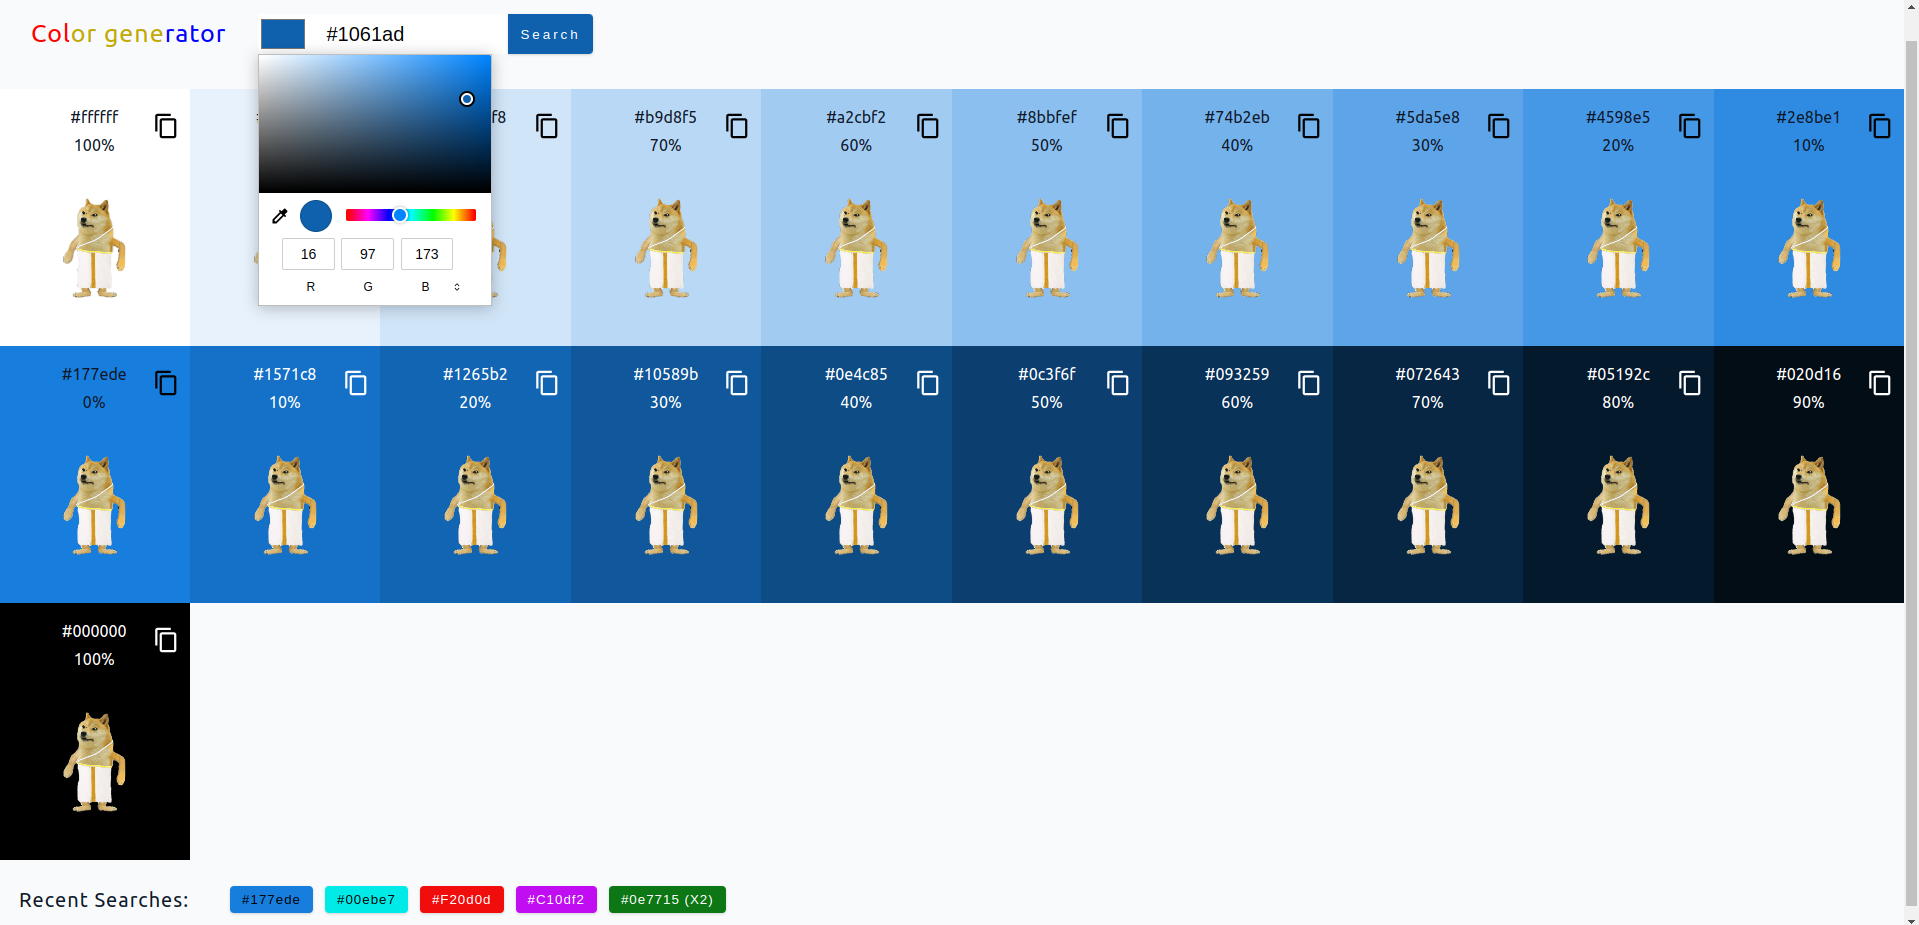 Color generator
#1061ad
Search
16 97 173
R G B
#ffffff
100%
f8
#b9d8f5
70%
#a2cbf2
60%
#8bbfef
50%
#74b2eb
40%
#5da5e8
30%
#4598e5
20%
#2e8be1
10%
#177ede
0%
#1571c8
10%
#1265b2
20%
#10589b
30%
#0e4c85
40%
#0c3f6f
50%
#093259
60%
#072643
70%
#05192c
80%
#020d16
90%
#000000
100%
Recent Searches: #177ede #00ebe7 #F20d0d #C10df2 #0e7715 (X2)